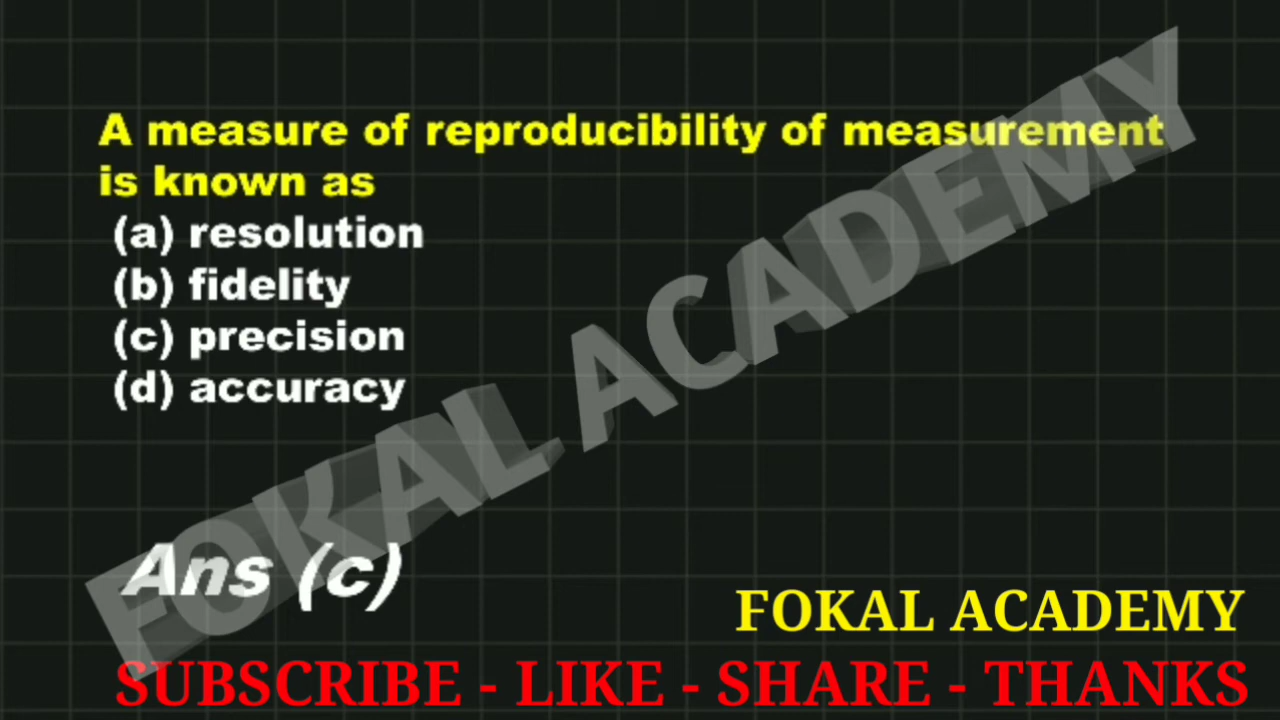 A measure of reproducibility of measurement
is known as
(a) resolution
(b) fidelity
(c) precision
(d) accuracy
FOKAL ACADEMY
Ans (c)
FOKAL ACADEMY
SUBSCRIBE - LIKE - SHARE - THANKS